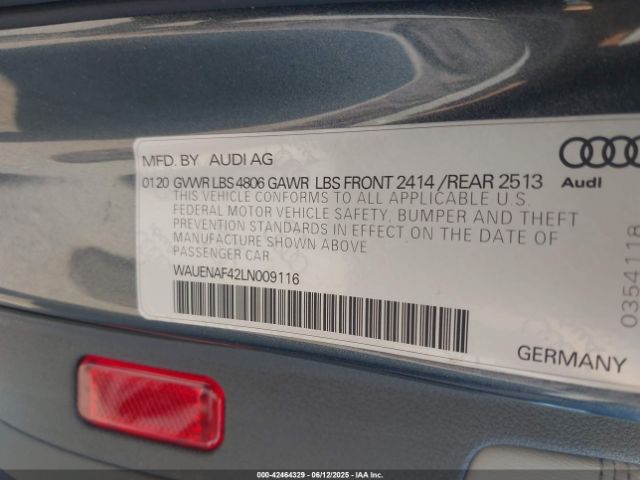 MFD. BY AUDI AG
0120 GVWR LBS 4806 GAWR LBS FRONT 2414 /REAR 2513
THIS VEHICLE CONFORMS TO ALL APPLICABLE U.S.
FEDERAL MOTOR VEHICLE SAFETY, BUMPER AND THEFT
PREVENTION STANDARDS IN EFFECT ON THE DATE OF
MANUFACTURE SHOWN ABOVE
PASSENGER CAR
WAUENAF42LN009116
Audi
03541118
GERMANY
000-42464329 - 06/12/2025 - IAA Inc.